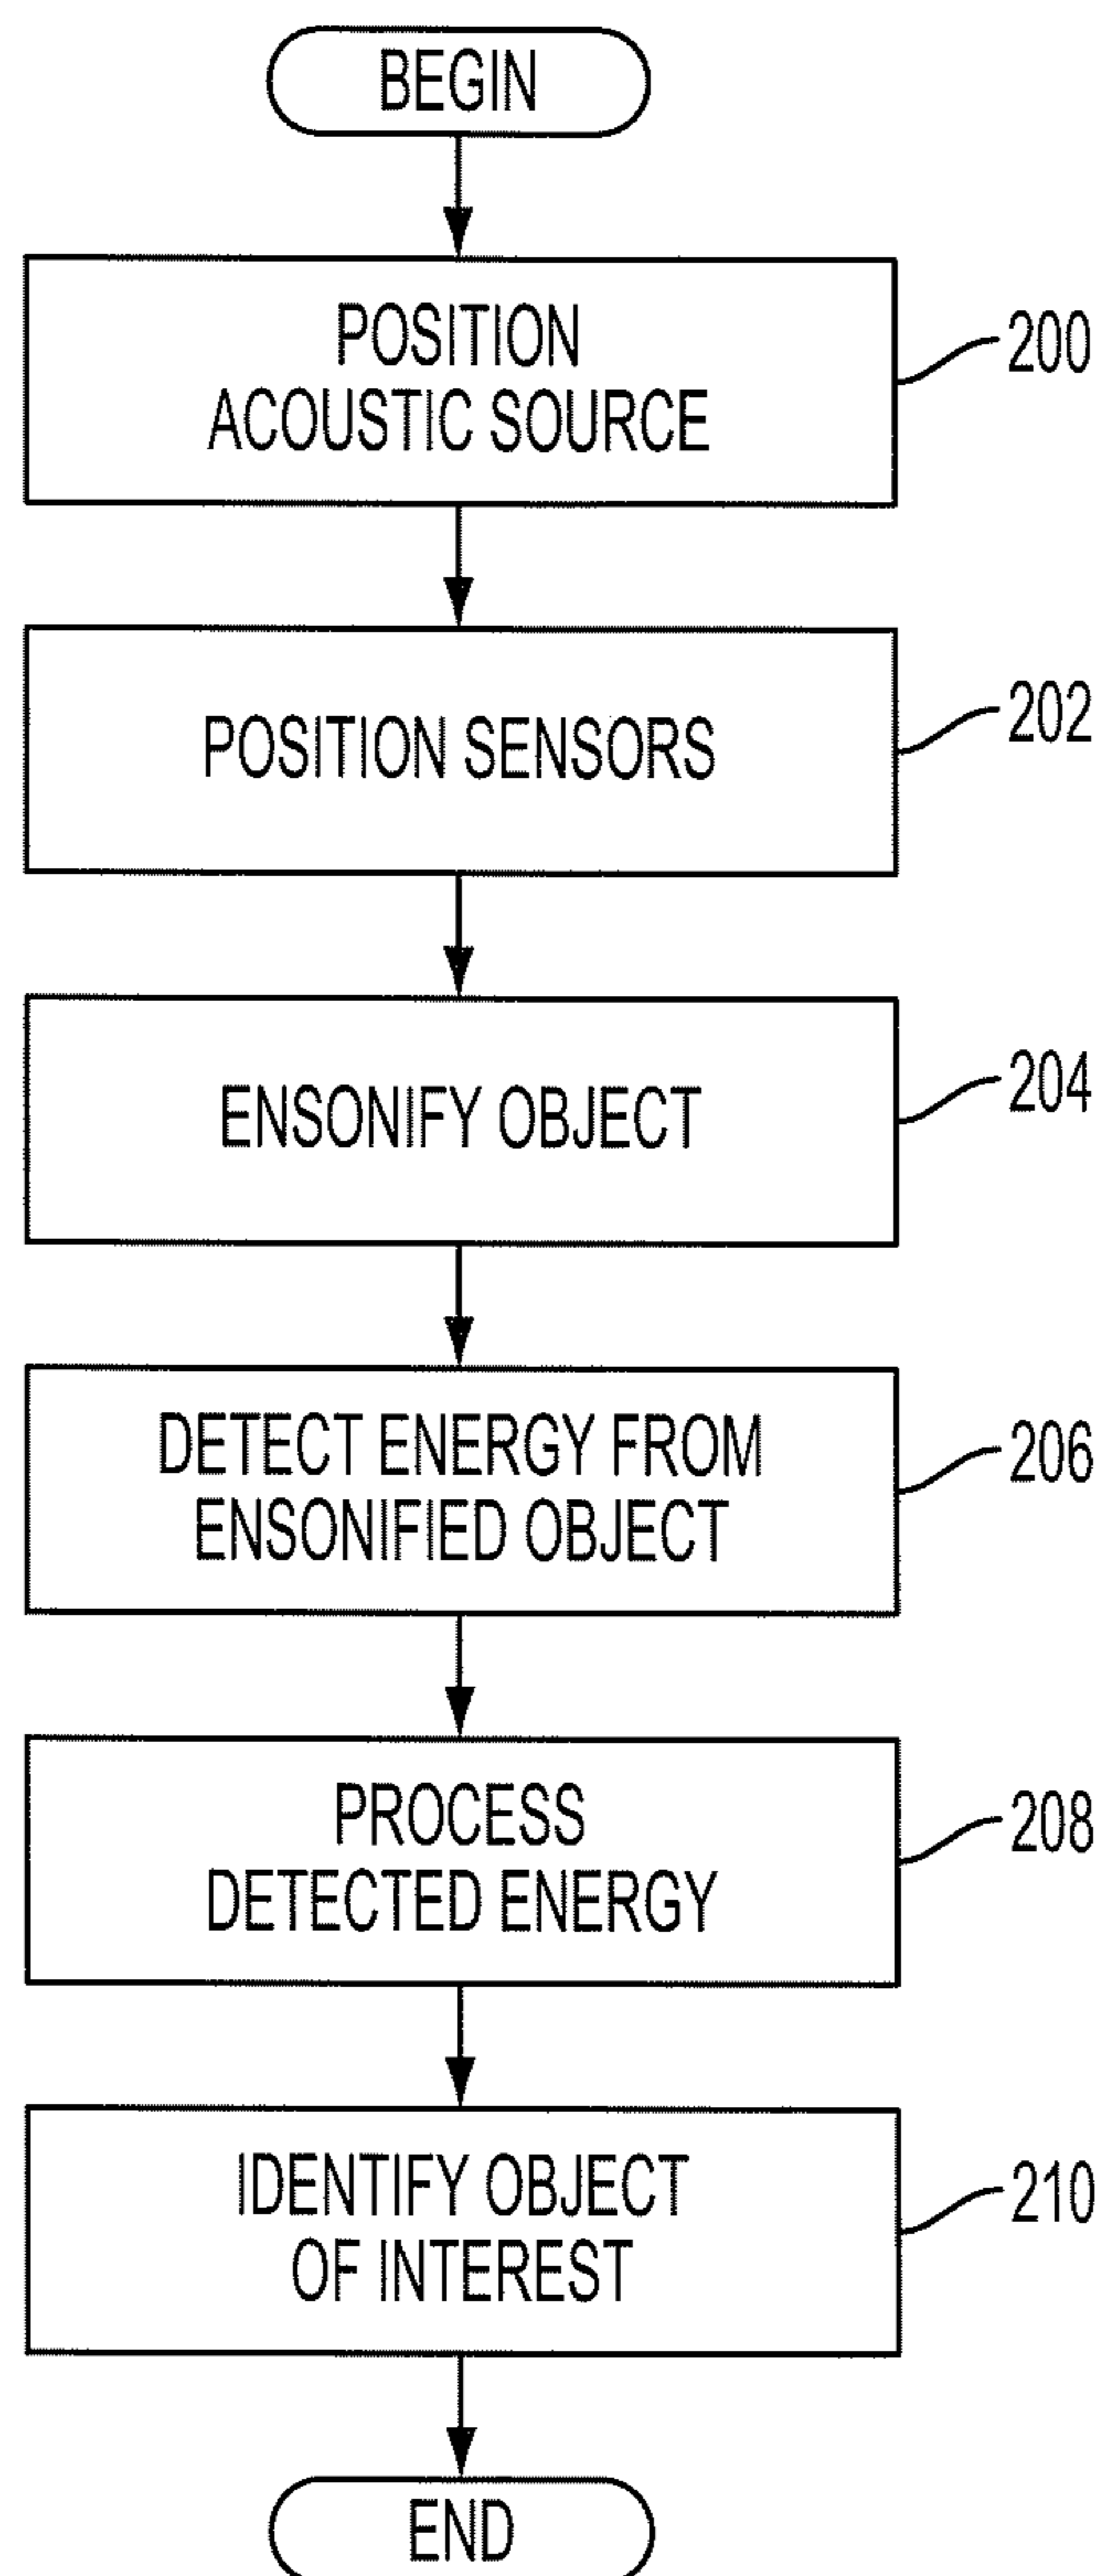 BEGIN
POSITION
ACOUSTIC SOURCE
200
POSITION SENSORS
202
ENSONIFY OBJECT
204
DETECT ENERGY FROM
ENSONIFIED OBJECT
206
PROCESS
DETECTED ENERGY
208
IDENTIFY OBJECT
OF INTEREST
210
END